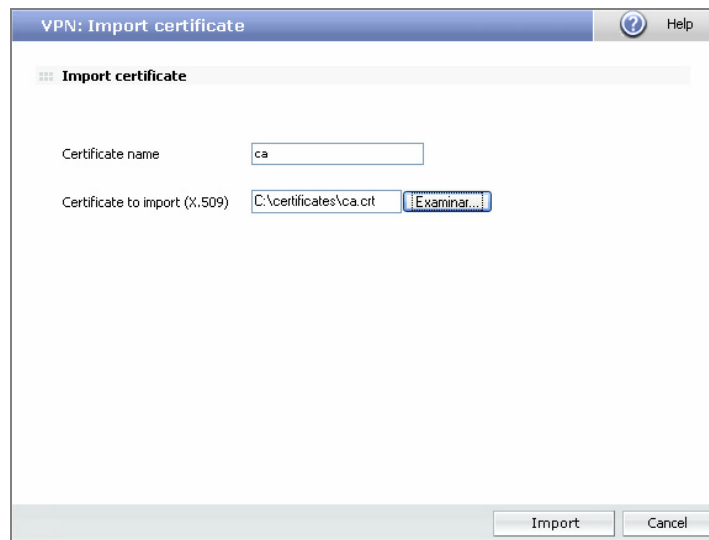 VPN: Import certificate
Help
Import certificate
Certificate name
ca
Certificate to import (X.509)
C:\certificates\ca.crt
Examinar...
Import
Cancel